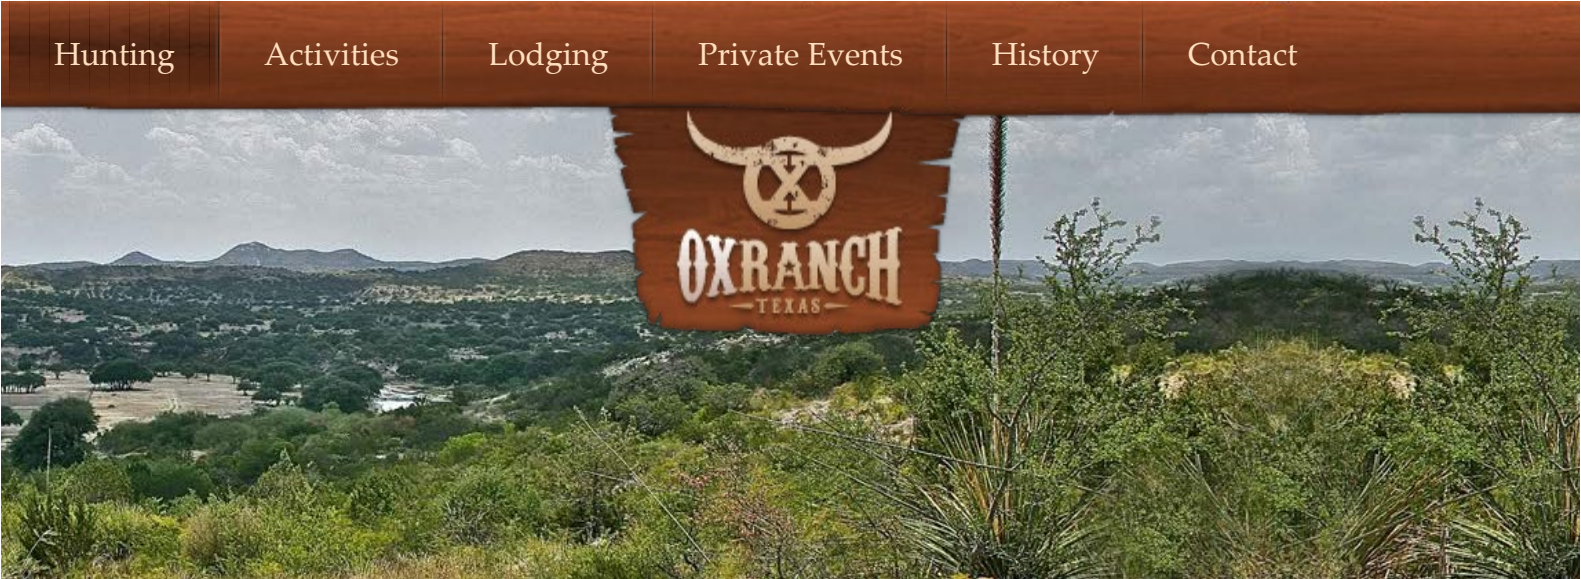 Hunting Activities Lodging Private Events History Contact
OXRANCH
TEXAS